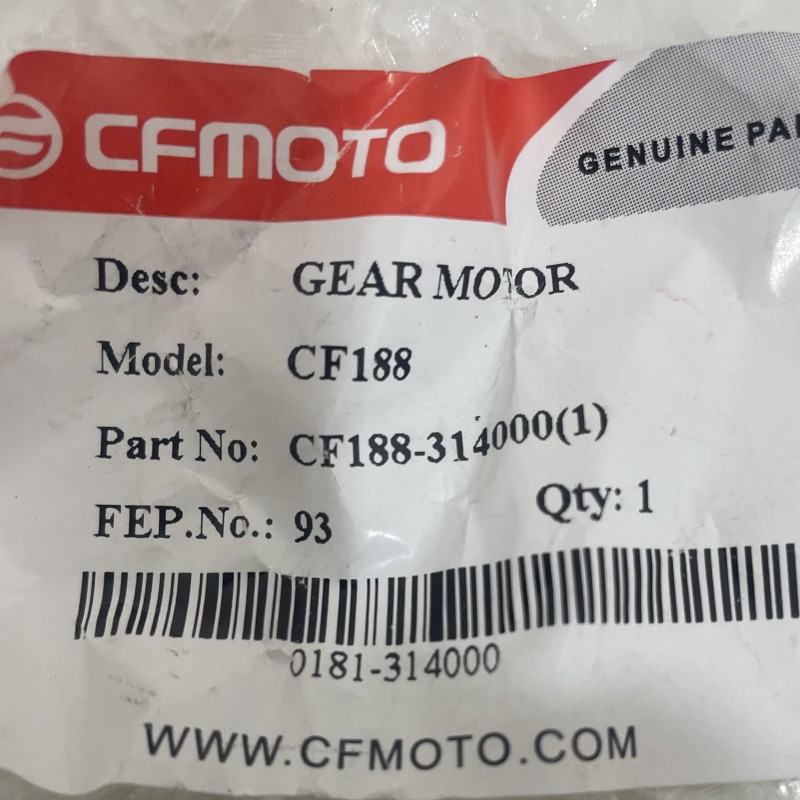 CFMOTO
GENUINE PAR
Desc: GEAR MOTOR
Model: CF188
Part No: CF188-314000(1)
FEP.No.: 93 Qty: 1
0181-314000
WWW.CFMOTO.COM